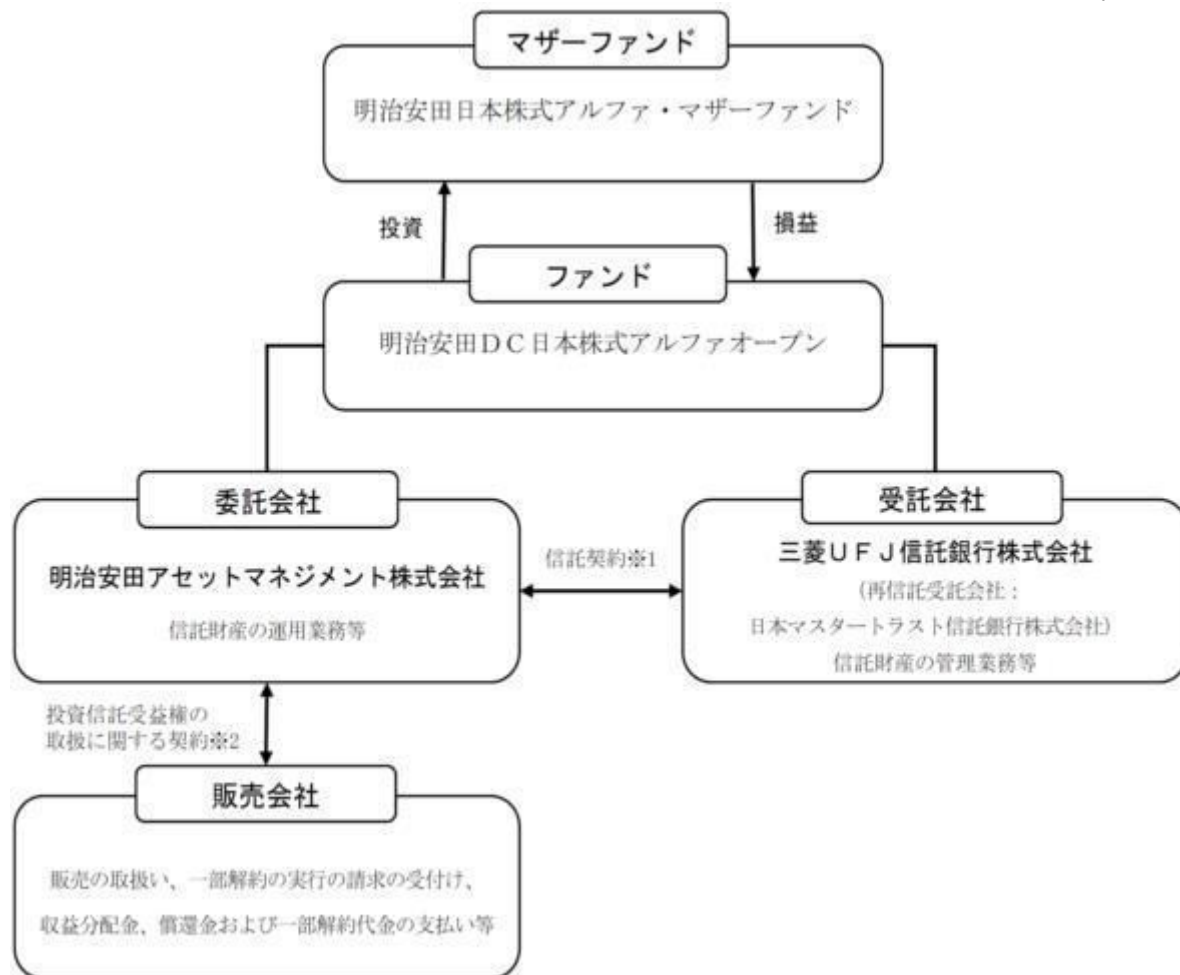 マザーファンド
明治安田日本株式アルファ・マザーファンド
投資
損益
ファンド
明治安田DC日本株式アルファオープン
委託会社
明治安田アセットマネジメント株式会社
信託財産の運用業務等
信託契約※1
受託会社
三菱UFJ信託銀行株式会社
(再信託受託会社：
日本マスタートラスト信託銀行株式会社)
信託財産の管理業務等
投資信託受益権の
取扱に関する契約※2
販売会社
販売の取扱い、一部解約の実行の請求の受付け、
収益分配金、償還金および一部解約代金の支払い等